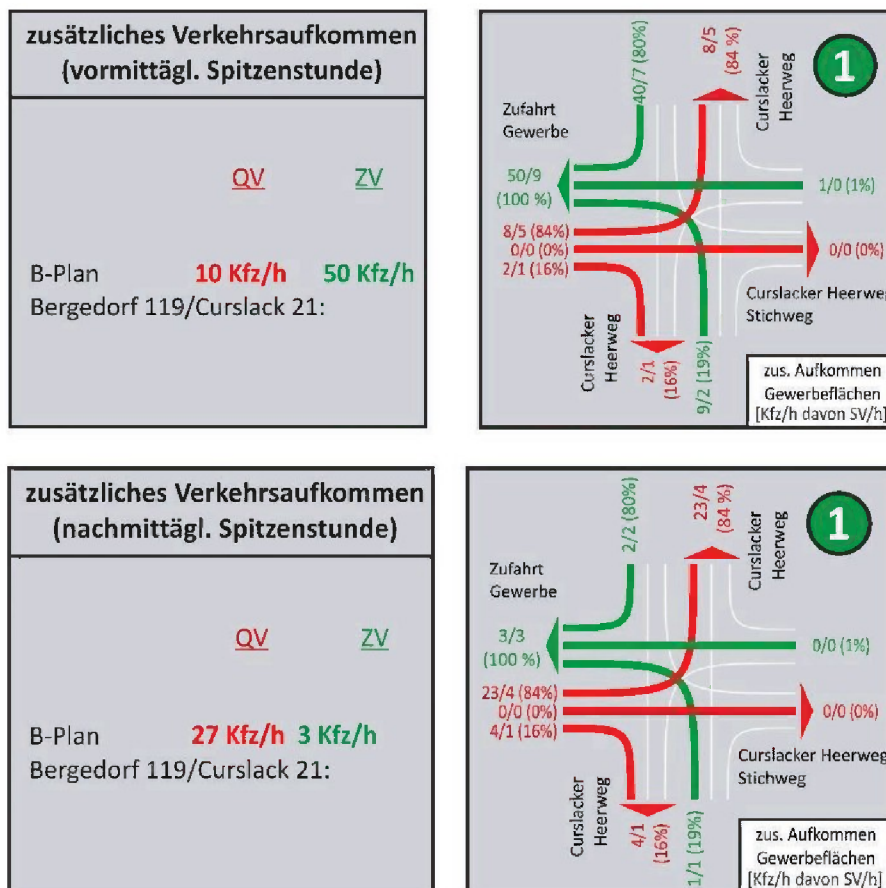 zusätzliches Verkehrsaufkommen
(vormittägl. Spitzenstunde)
QV ZV
B-Plan 10 Kfz/h 50 Kfz/h
Bergedorf 119/Curslack 21:
40/7 (80%)
8/5
(84 %)
Curslacker
Heerweg
1
Zufahrt
Gewerbe
50/9
(100 %)
1/0 (1%)
8/5 (84%)
0/0 (0%)
2/1 (16%)
0/0 (0%)
Curslacker Heerweg
Stichweg
Curslacker
Heerweg
2/1
(16%)
9/2 (19%)
zus. Aufkommen
Gewerbeflächen
[Kfz/h davon SV/h]
zusätzliches Verkehrsaufkommen
(nachmittägl. Spitzenstunde)
QV ZV
B-Plan 27 Kfz/h 3 Kfz/h
Bergedorf 119/Curslack 21:
2/2 (80%)
23/4
(84 %)
Curslacker
Heerweg
1
Zufahrt
Gewerbe
3/3
(100 %)
0/0 (1%)
23/4 (84%)
0/0 (0%)
4/1 (16%)
0/0 (0%)
Curslacker Heerweg
Stichweg
Curslacker
Heerweg
4/1
(16%)
1/1 (19%)
zus. Aufkommen
Gewerbeflächen
[Kfz/h davon SV/h]